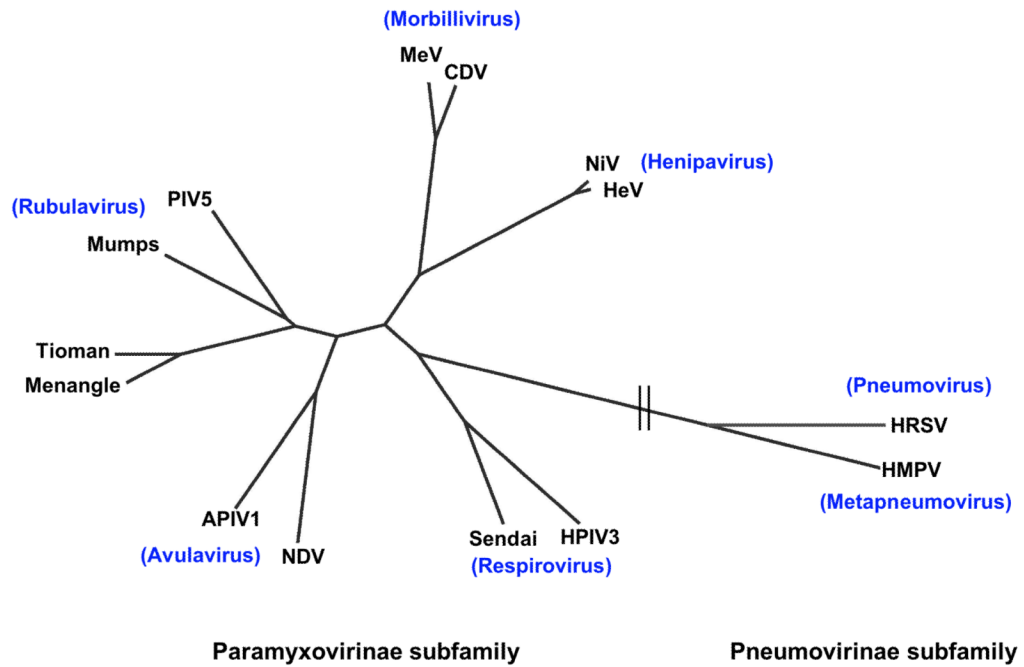 (Morbillivirus)
MeV
CDV
NiV
(Henipavirus)
HeV
PIV5
(Rubulavirus)
Mumps
Tioman
Menangle
(Pneumovirus)
HRSV
HMPV
(Metapneumovirus)
APIV1
(Avulavirus)
NDV
Sendai
HPIV3
(Respirovirus)
Paramyxovirinae subfamily
Pneumovirinae subfamily